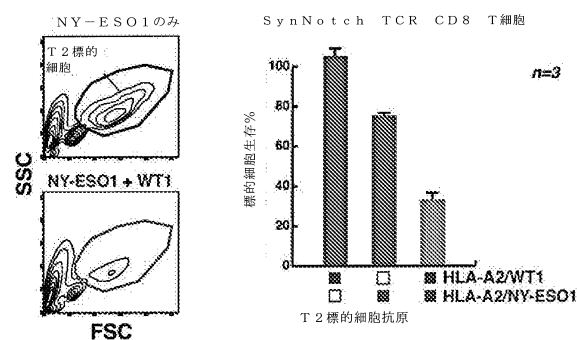 ＮＹ－ＥＳＯ１のみ
Ｔ２標的
細胞
SSC
NY-ESO1 + WT1
FSC
ＳｙｎＮｏｔｃｈ　ＴＣＲ　ＣＤ８　Ｔ細胞
n=3
標的細胞生存%
100
80
60
40
20
0
HLA-A2/WT1
HLA-A2/NY-ESO1
Ｔ２標的細胞抗原